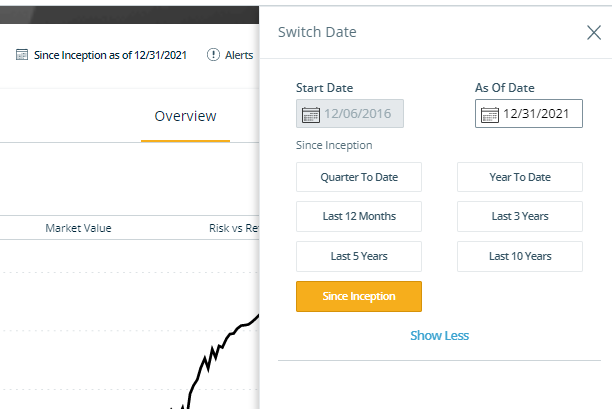 Switch Date
Since Inception as of 12/31/2021
Alerts
Start Date
As Of Date
12/06/2016
12/31/2021
Overview
Since Inception
Quarter To Date
Year To Date
Last 12 Months
Last 3 Years
Market Value
Risk vs Re
Last 5 Years
Last 10 Years
Since Inception
Show Less